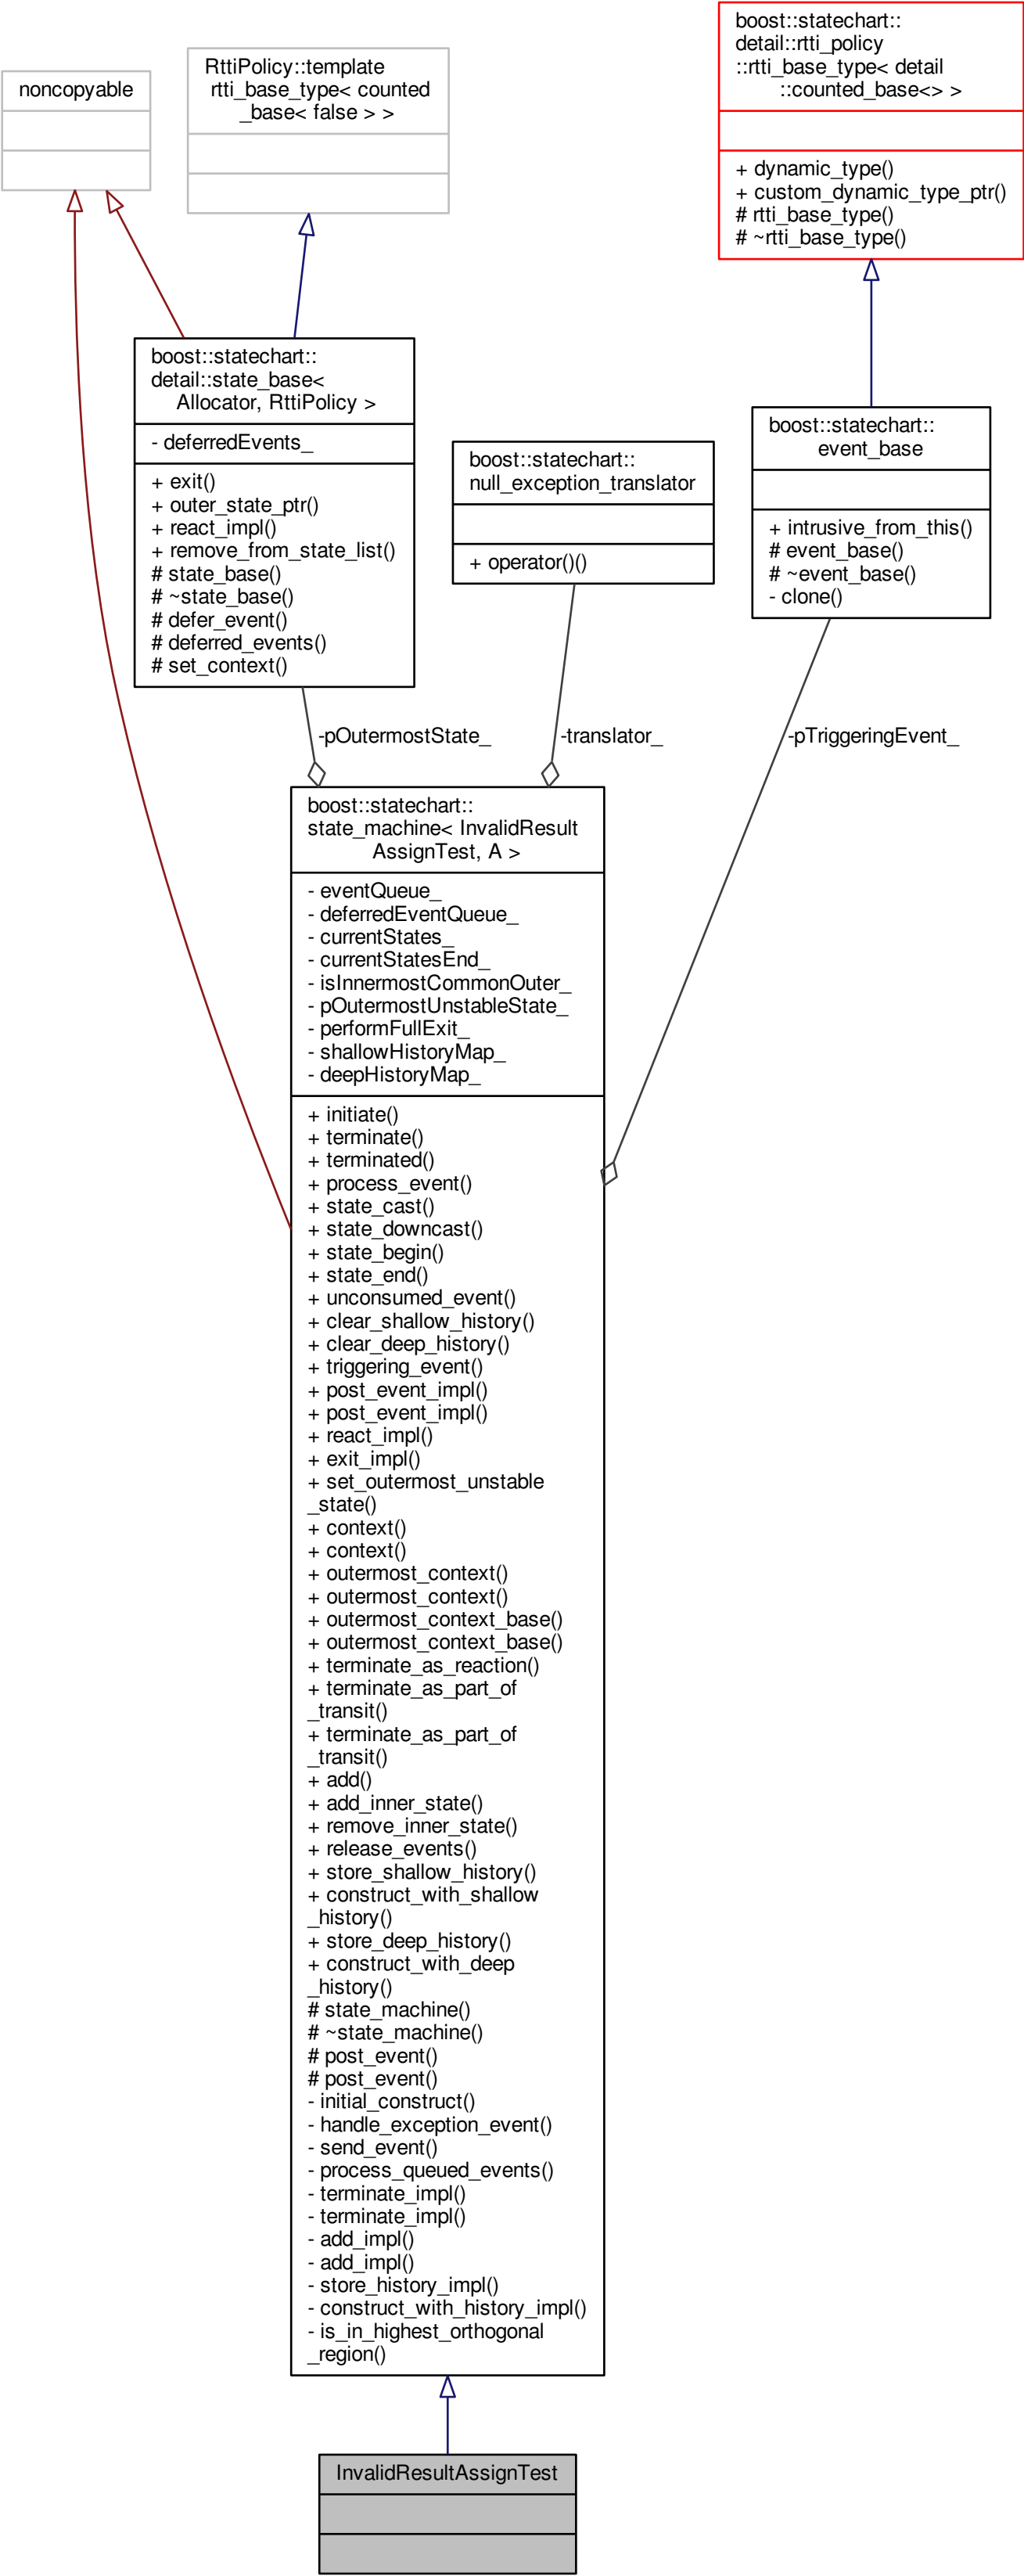 noncopyable
RttiPolicy::template
rtti_base_type< counted
_base< false > >
boost::statechart::
detail::rtti_policy
::rtti_base_type< detail
::counted_base<> >
+ dynamic_type()
+ custom_dynamic_type_ptr()
# rtti_base_type()
# ~rtti_base_type()
boost::statechart::
detail::state_base<
Allocator, RttiPolicy >
- deferredEvents_
+ exit()
+ outer_state_ptr()
+ react_impl()
+ remove_from_state_list()
# state_base()
# ~state_base()
# defer_event()
# deferred_events()
# set_context()
boost::statechart::
null_exception_translator
+ operator()()
boost::statechart::
event_base
+ intrusive_from_this()
# event_base()
# ~event_base()
- clone()
-pOutermostState_
-translator_
-pTriggeringEvent_
boost::statechart::
state_machine< InvalidResult
AssignTest, A >
- eventQueue_
- deferredEventQueue_
- currentStates_
- currentStatesEnd_
- isInnermostCommonOuter_
- pOutermostUnstableState_
- performFullExit_
- shallowHistoryMap_
- deepHistoryMap_
+ initiate()
+ terminate()
+ terminated()
+ process_event()
+ state_cast()
+ state_downcast()
+ state_begin()
+ state_end()
+ unconsumed_event()
+ clear_shallow_history()
+ clear_deep_history()
+ triggering_event()
+ post_event_impl()
+ post_event_impl()
+ react_impl()
+ exit_impl()
+ set_outermost_unstable
_state()
+ context()
+ context()
+ outermost_context()
+ outermost_context()
+ outermost_context_base()
+ outermost_context_base()
+ terminate_as_reaction()
+ terminate_as_part_of
_transit()
+ terminate_as_part_of
_transit()
+ add()
+ add_inner_state()
+ remove_inner_state()
+ release_events()
+ store_shallow_history()
+ construct_with_shallow
_history()
+ store_deep_history()
+ construct_with_deep
_history()
# state_machine()
# ~state_machine()
# post_event()
# post_event()
- initial_construct()
- handle_exception_event()
- send_event()
- process_queued_events()
- terminate_impl()
- terminate_impl()
- add_impl()
- add_impl()
- store_history_impl()
- construct_with_history_impl()
- is_in_highest_orthogonal
_region()
InvalidResultAssignTest